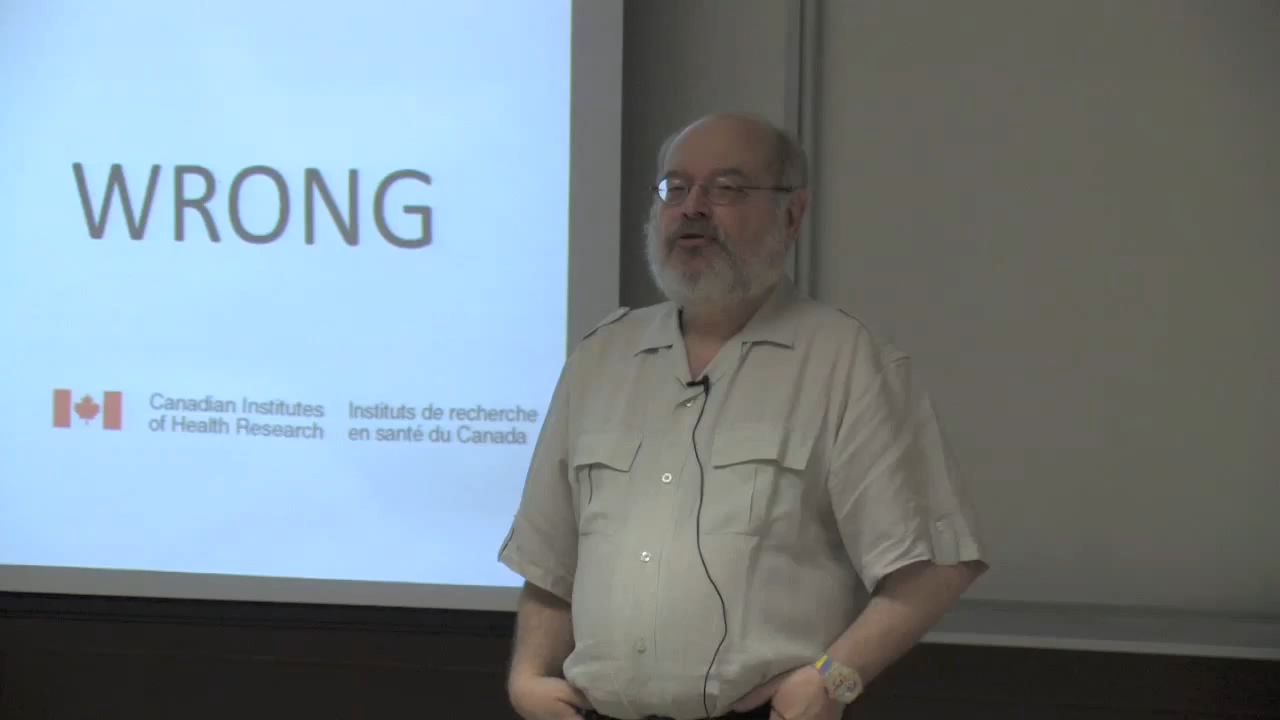 WRONG
Canadian Institutes
of Health Research
Instituts de recherche
en santé du Canada